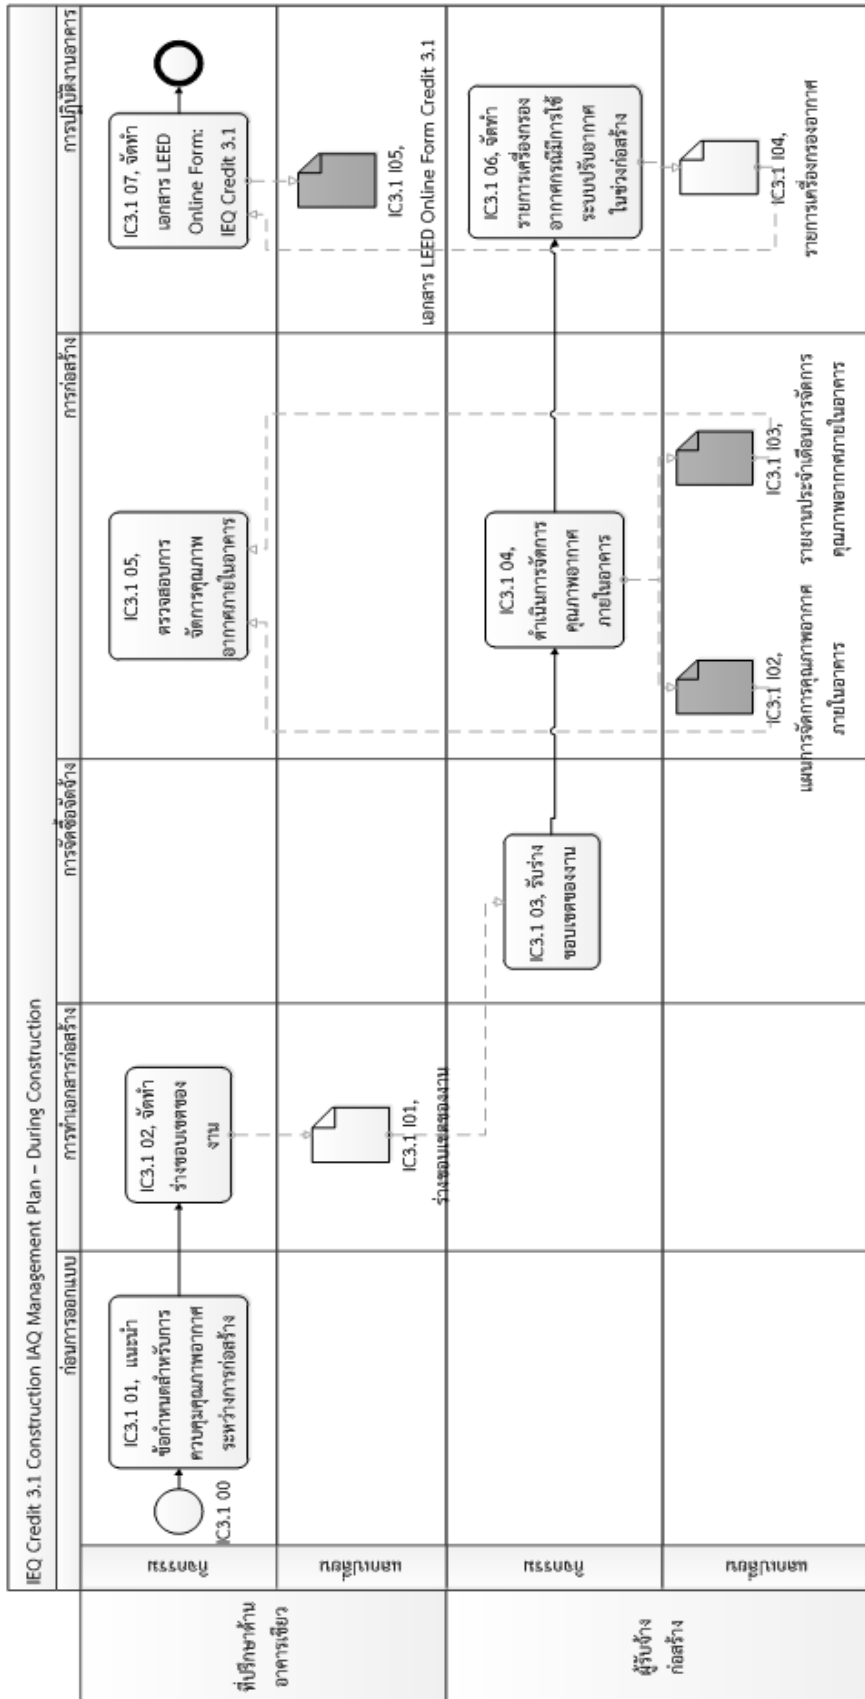 IEQ Credit 3.1 Construction IAQ Management Plan – During Construction
ก่อนการออกแบบ
การทำเอกสารก่อสร้าง
การจัดซื้อจัดจ้าง
การก่อสร้าง
การปฏิบัติงานอาคาร
ที่ปรึกษาด้าน
อาคารเขียว
กิจกรรม
IC3.1 00
IC3.1 01, แนะนำ
ข้อกำหนดสำหรับการ
ควบคุมคุณภาพอากาศ
ระหว่างการก่อสร้าง
IC3.1 02, จัดทำ
ร่างขอบเขตของ
งาน
IC3.1 05,
ตรวจสอบการ
จัดการคุณภาพ
อากาศภายในอาคาร
IC3.1 07, จัดทำ
เอกสาร LEED
Online Form:
IEQ Credit 3.1
แลกเปลี่ยน
IC3.1 I01,
ร่างขอบเขตของงาน
IC3.1 I05,
เอกสาร LEED Online Form Credit 3.1
ผู้รับจ้าง
ก่อสร้าง
กิจกรรม
IC3.1 03, รับร่าง
ขอบเขตของงาน
IC3.1 04,
ดำเนินการจัดการ
คุณภาพอากาศ
ภายในอาคาร
IC3.1 06, จัดทำ
รายการเครื่องกรอง
อากาศกรณีมีการใช้
ระบบปรับอากาศ
ในช่วงก่อสร้าง
แลกเปลี่ยน
IC3.1 I02,
แผนการจัดการคุณภาพอากาศ
ภายในอาคาร
IC3.1 I03,
รายงานประจำเดือนการจัดการ
คุณภาพอากาศภายในอาคาร
IC3.1 I04,
รายการเครื่องกรองอากาศ